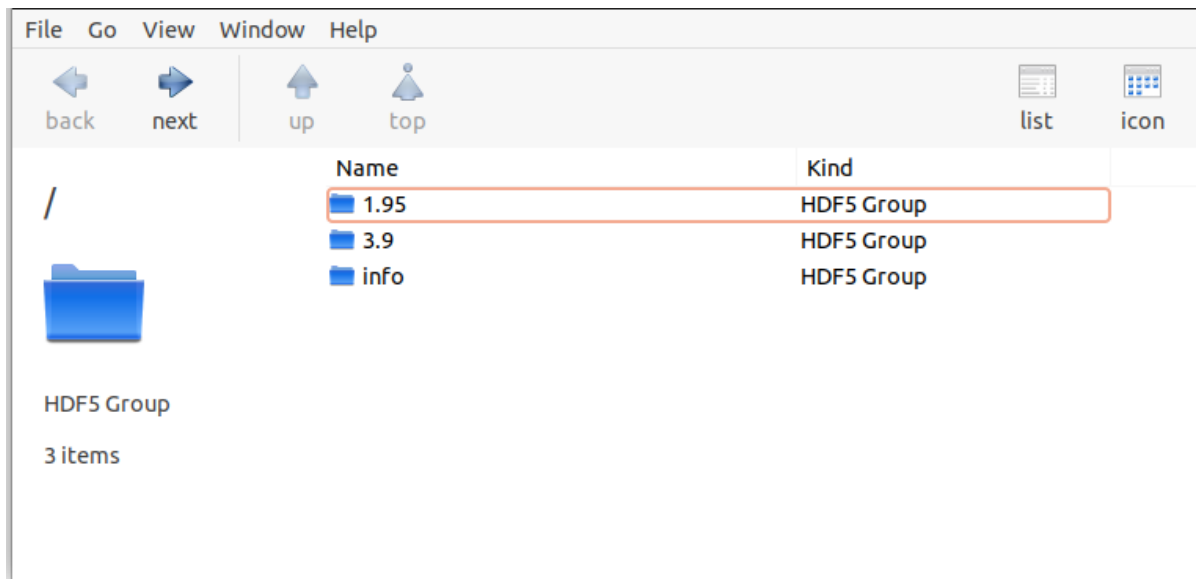 File Go View Window Help
back next up top list icon
Name Kind
/
1.95 HDF5 Group
3.9 HDF5 Group
info HDF5 Group
HDF5 Group
3 items